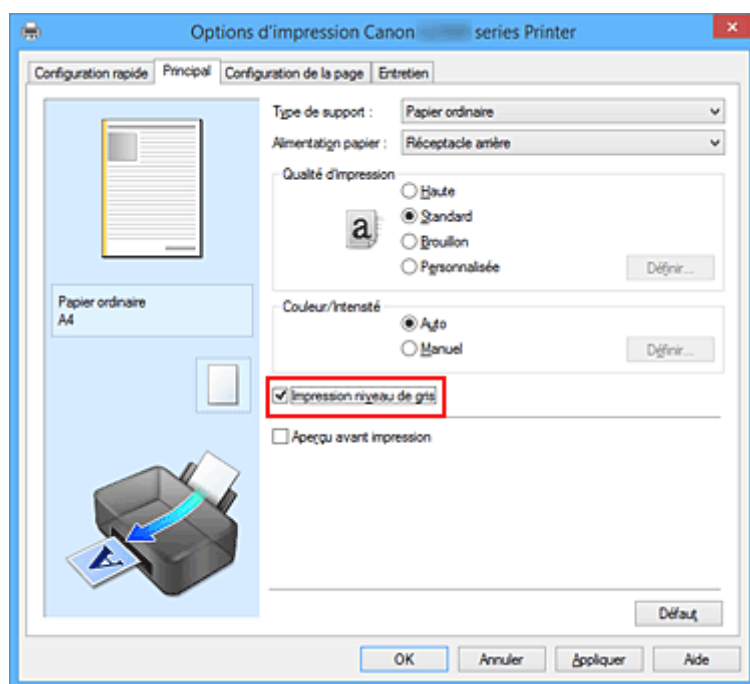 Options d'impression Canon series Printer
Configuration rapide Principal Configuration de la page Entretien
Type de support : Papier ordinaire
Alimentation papier : Réceptacle arrière
Qualité d'impression
Haute
a Standard
Brouillon
Personnalisée Définir...
Papier ordinaire
A4
Couleur/Intensité
Auto
Manuel Définir...
Impression niveau de gris
Aperçu avant impression
A
Défaut
OK Annuler Appliquer Aide